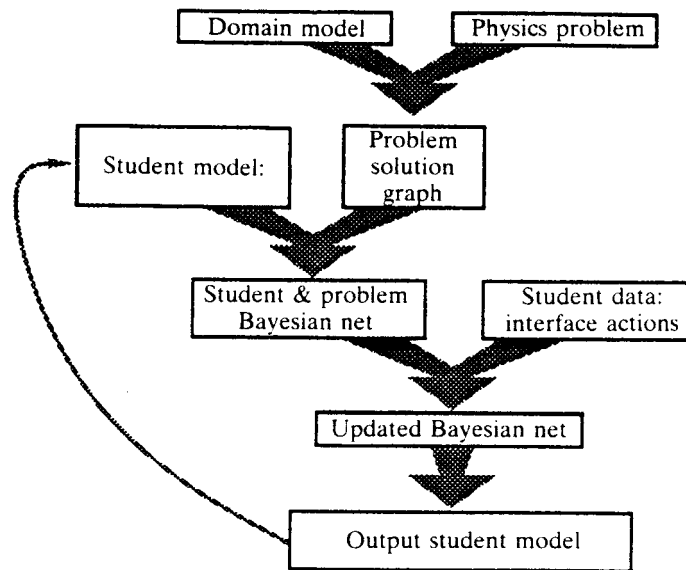 Domain model
Physics problem
Student model:
Problem
solution
graph
Student & problem
Bayesian net
Student data:
interface actions
Updated Bayesian net
Output student model